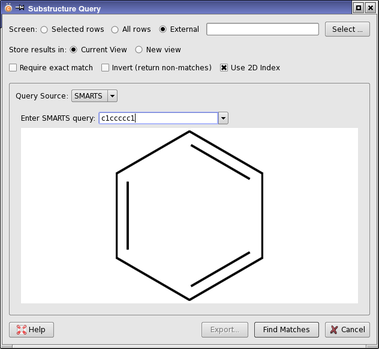 Substructure Query
Screen: Selected rows All rows External Select ...
Store results in: Current View New view
Require exact match Invert (return non-matches) Use 2D Index
Query Source: SMARTS
Enter SMARTS query: c1ccccc1
Help Export... Find Matches Cancel